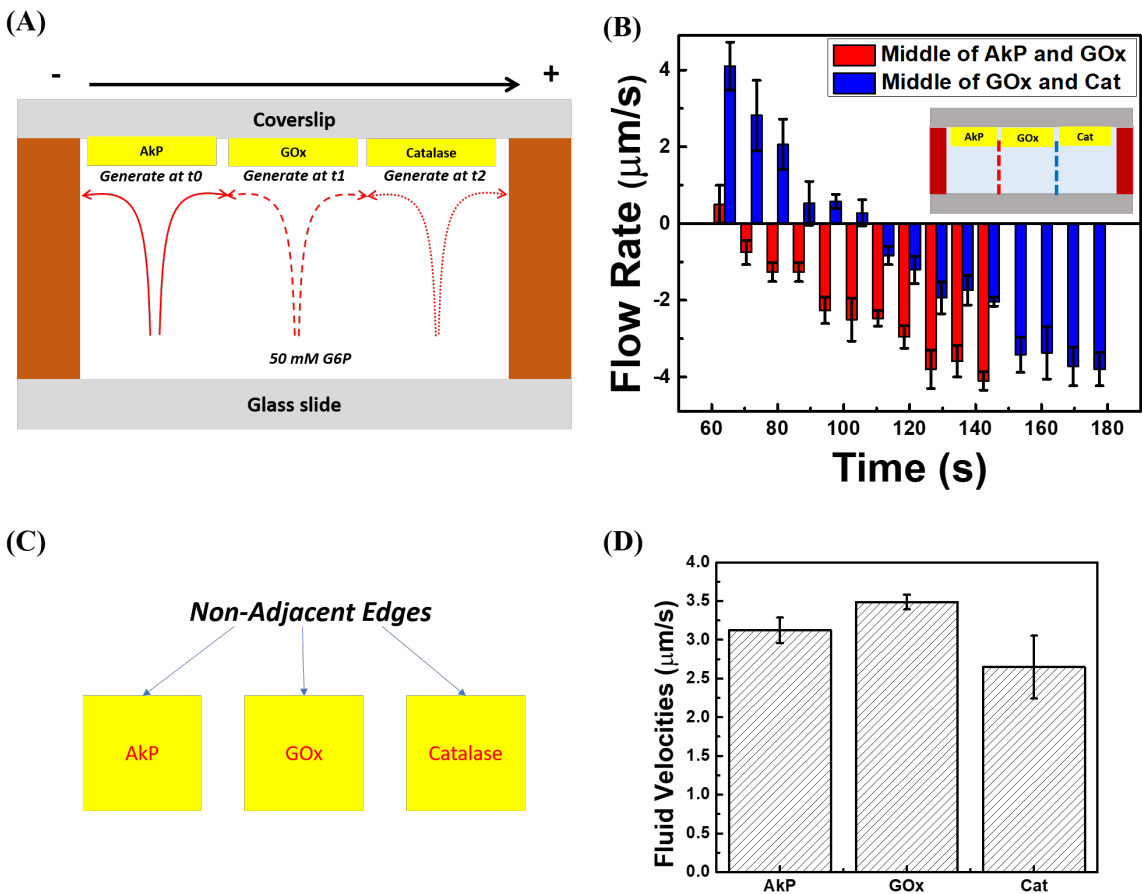 (A)
- +
Coverslip
AkP GOx Catalase
Generate at t0 Generate at t1 Generate at t2
50 mM G6P
Glass slide
(B)
Middle of AkP and GOx
Middle of GOx and Cat
AkP GOx Cat
Flow Rate (μm/s)
4
2
0
-2
-4
60 80 100 120 140 160 180
Time (s)
(C)
Non-Adjacent Edges
AkP GOx Catalase
(D)
Fluid Velocities (μm/s)
4.0
3.5
3.0
2.5
2.0
1.5
1.0
0.5
0.0
AkP GOx Cat